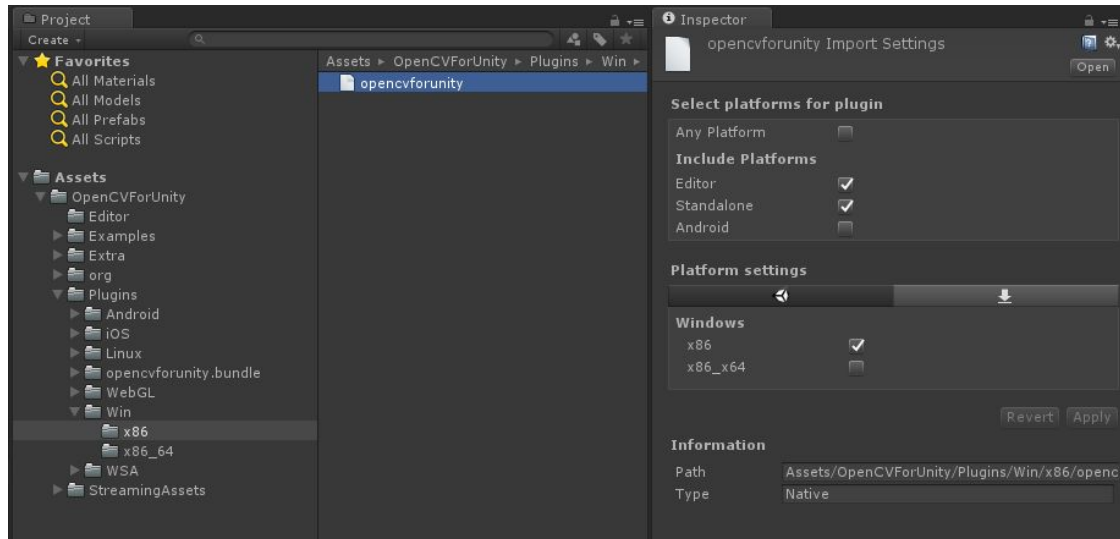 Project
Create
Favorites
All Materials
All Models
All Prefabs
All Scripts
Assets
OpenCVForUnity
Editor
Examples
Extra
org
Plugins
Android
iOS
Linux
opencvforunity.bundle
WebGL
Win
x86
x86_64
WSA
StreamingAssets
Assets OpenCVForUnity Plugins Win
opencvforunity
Inspector
opencvforunity Import Settings
Open
Select platforms for plugin
Any Platform
Include Platforms
Editor
Standalone
Android
Platform settings
Windows
x86
x86_x64
Revert Apply
Information
Path Assets/OpenCVForUnity/Plugins/Win/x86/openc
Type Native